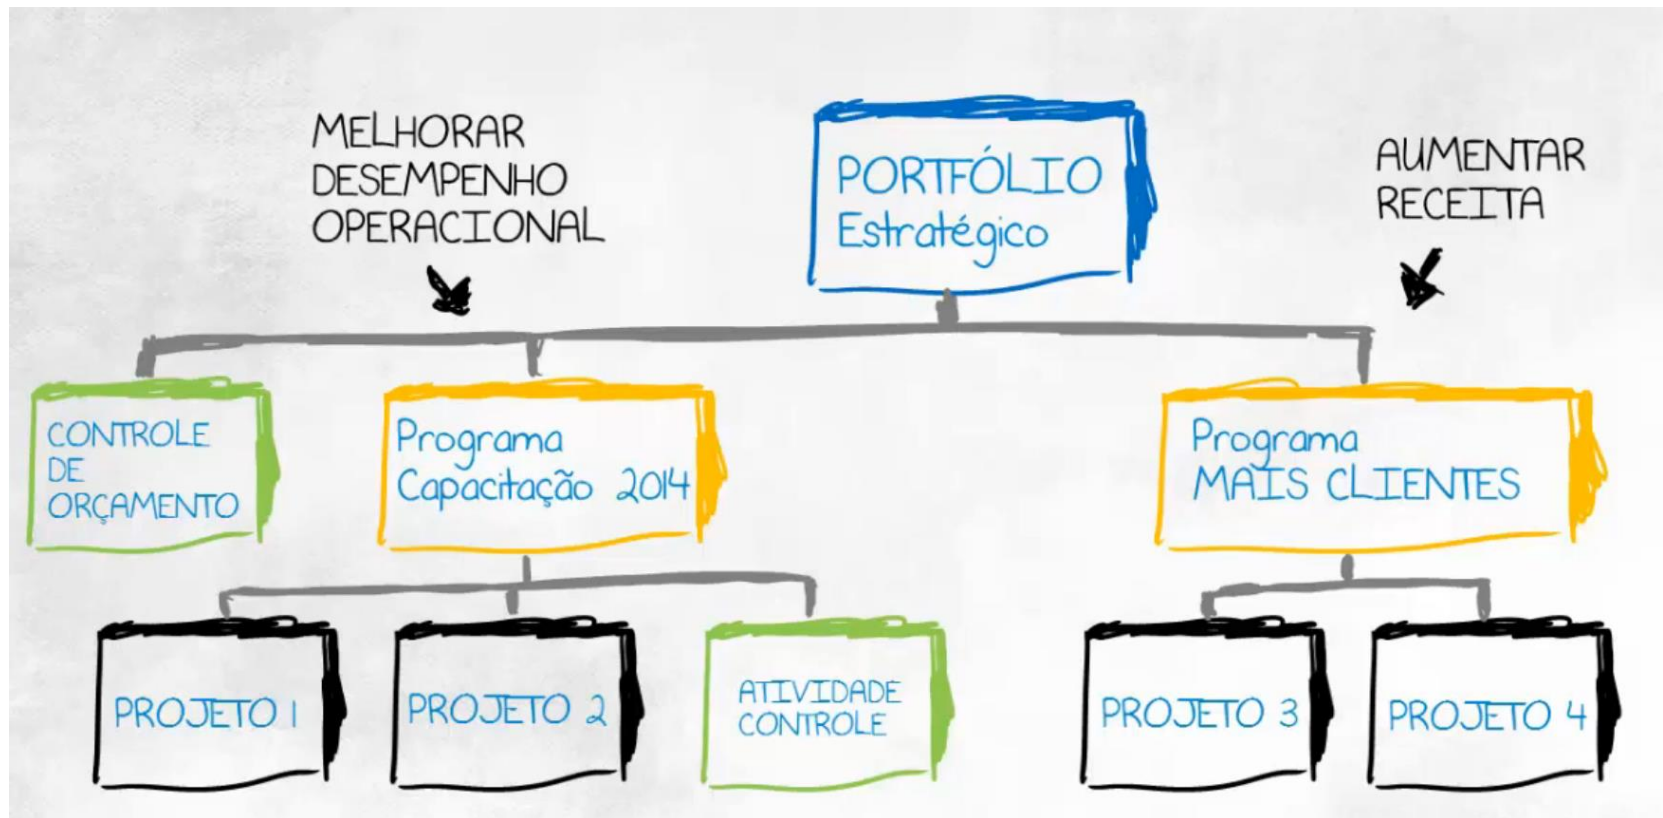 MELHORAR
DESEMPENHO
OPERACIONAL
PORTFÓLIO
Estratégico
AUMENTAR
RECEITA
CONTROLE
DE
ORÇAMENTO
Programa
Capacitação 2014
Programa
MAIS CLIENTES
PROJETO 1
PROJETO 2
ATIVIDADE
CONTROLE
PROJETO 3
PROJETO 4